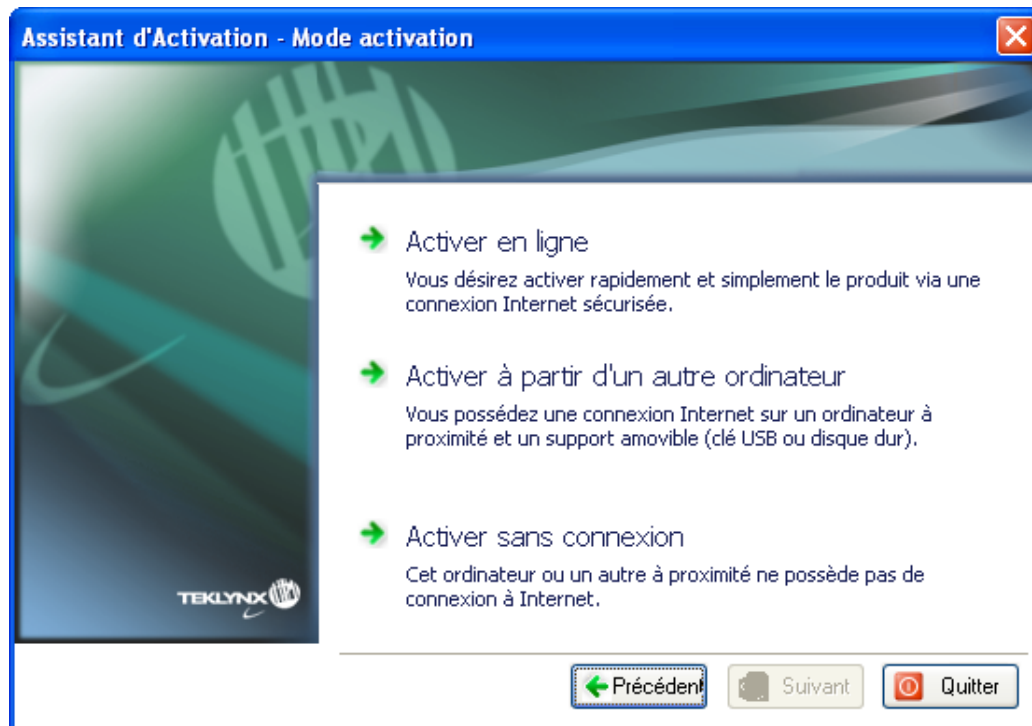 Assistant d'Activation - Mode activation
Activer en ligne
Vous désirez activer rapidement et simplement le produit via une
connexion Internet sécurisée.
Activer à partir d'un autre ordinateur
Vous possédez une connexion Internet sur un ordinateur à
proximité et un support amovible (clé USB ou disque dur).
Activer sans connexion
Cet ordinateur ou un autre à proximité ne possède pas de
connexion à Internet.
TEKLYNX
Précédent
Suivant
Quitter